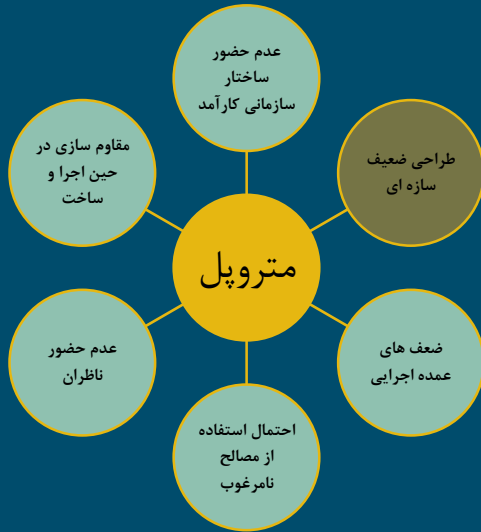 عدم حضور
ساختار
سازمانی کارآمد
طراحی ضعیف
سازه ای
مقاوم سازی در
حین اجرا و
ساخت
متروپل
ضعف های
عمده اجرایی
عدم حضور
ناظران
احتمال استفاده
از مصالح
نامرغوب